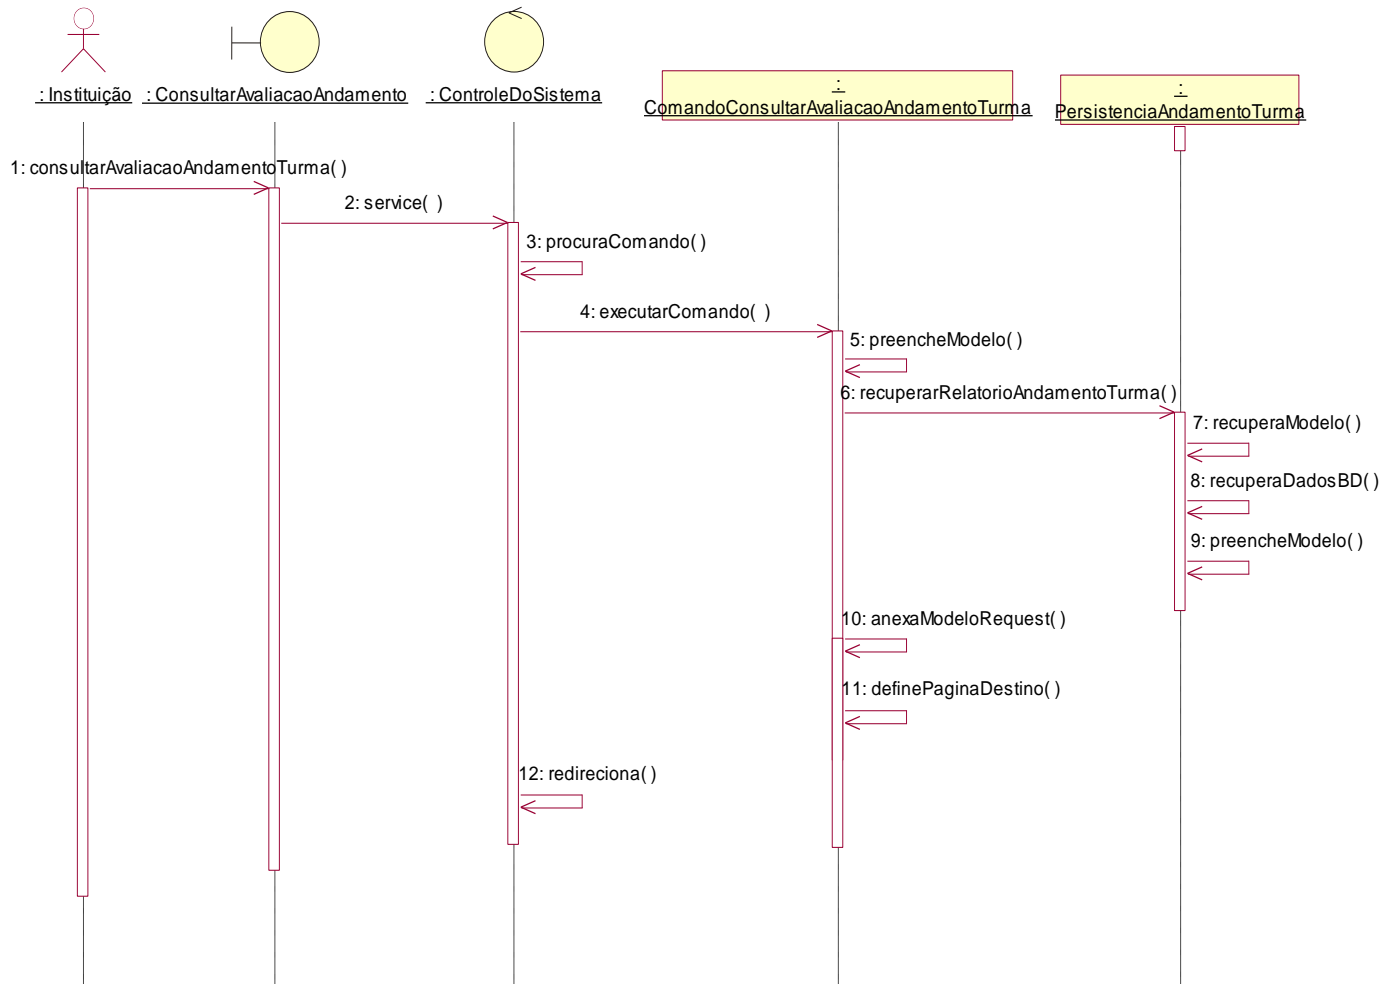 : Instituição
: ConsultarAvaliacaoAndamento
: ControleDoSistema
:
ComandoConsultarAvaliacaoAndamentoTurma
:
PersistenciaAndamentoTurma
1: consultarAvaliacaoAndamentoTurma( )
2: service( )
3: procuraComando( )
4: executarComando( )
5: preencheModelo( )
6: recuperarRelatorioAndamentoTurma( )
7: recuperaModelo( )
8: recuperaDadosBD( )
9: preencheModelo( )
10: anexaModeloRequest( )
11: definePaginaDestino( )
12: redireciona( )